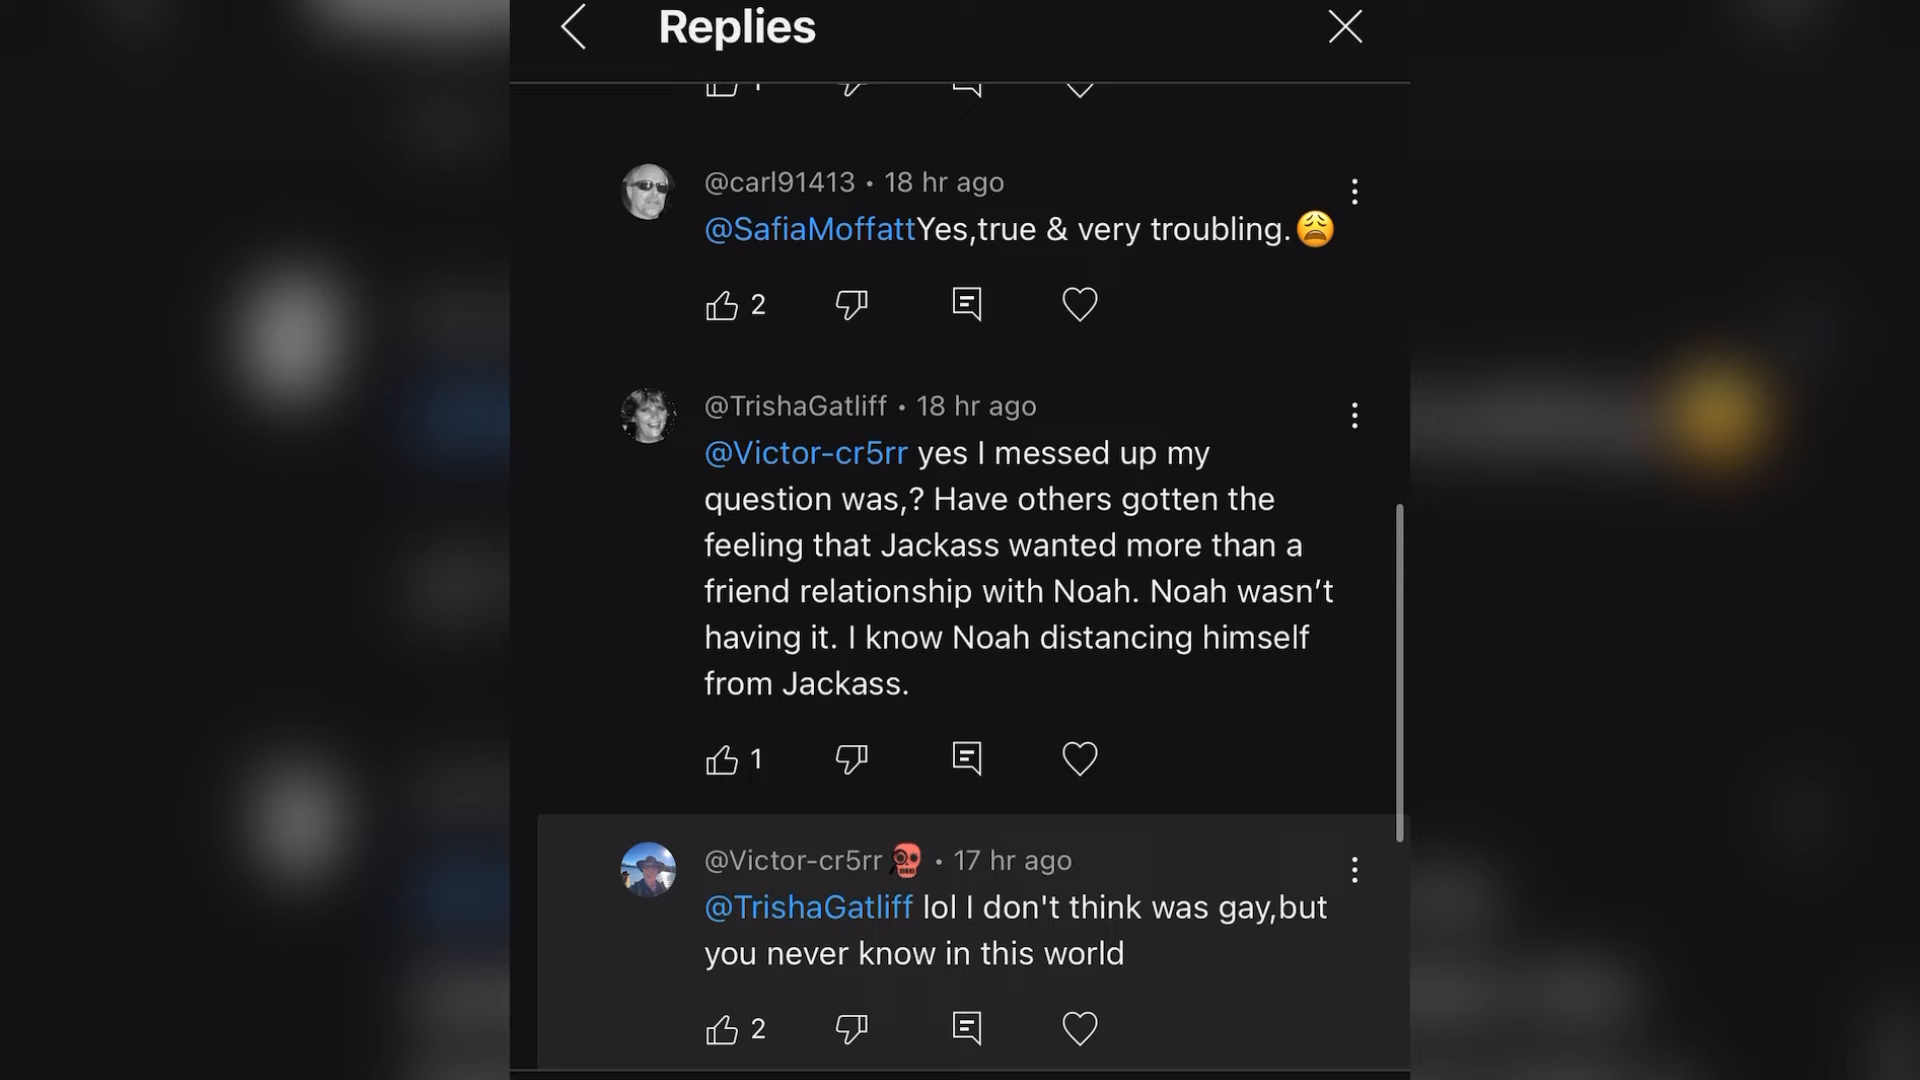 Replies
@carl91413 • 18 hr ago
@SafiaMoffattYes,true & very troubling.😩
2
@TrishaGatliff • 18 hr ago
@Victor-cr5rr yes I messed up my
question was,? Have others gotten the
feeling that Jackass wanted more than a
friend relationship with Noah. Noah wasn’t
having it. I know Noah distancing himself
from Jackass.
1
@Victor-cr5rr • 17 hr ago
@TrishaGatliff lol I don't think was gay,but
you never know in this world
2